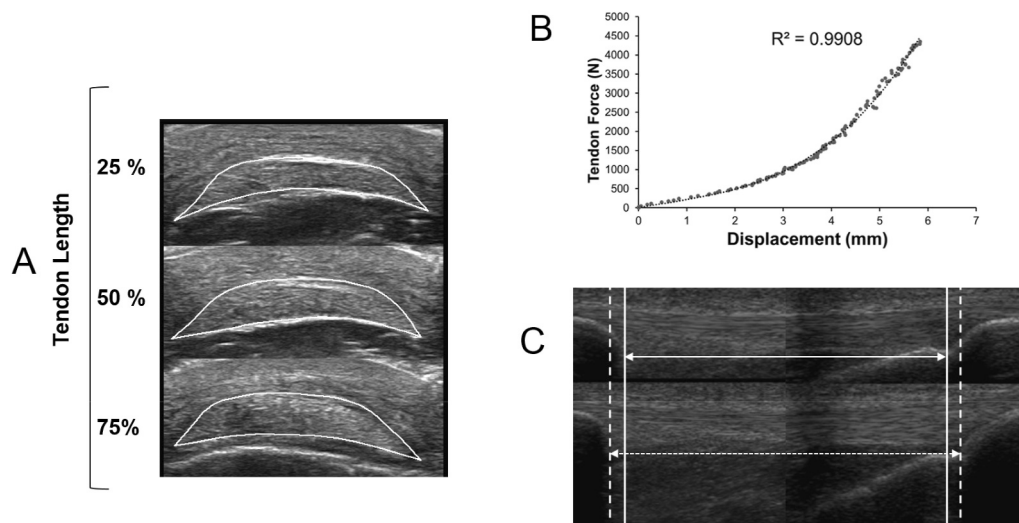 A
Tendon Length
25 %
50 %
75%
B
R² = 0.9908
Tendon Force (N)
5000
4500
4000
3500
3000
2500
2000
1500
1000
500
0
0 1 2 3 4 5 6 7
Displacement (mm)
C